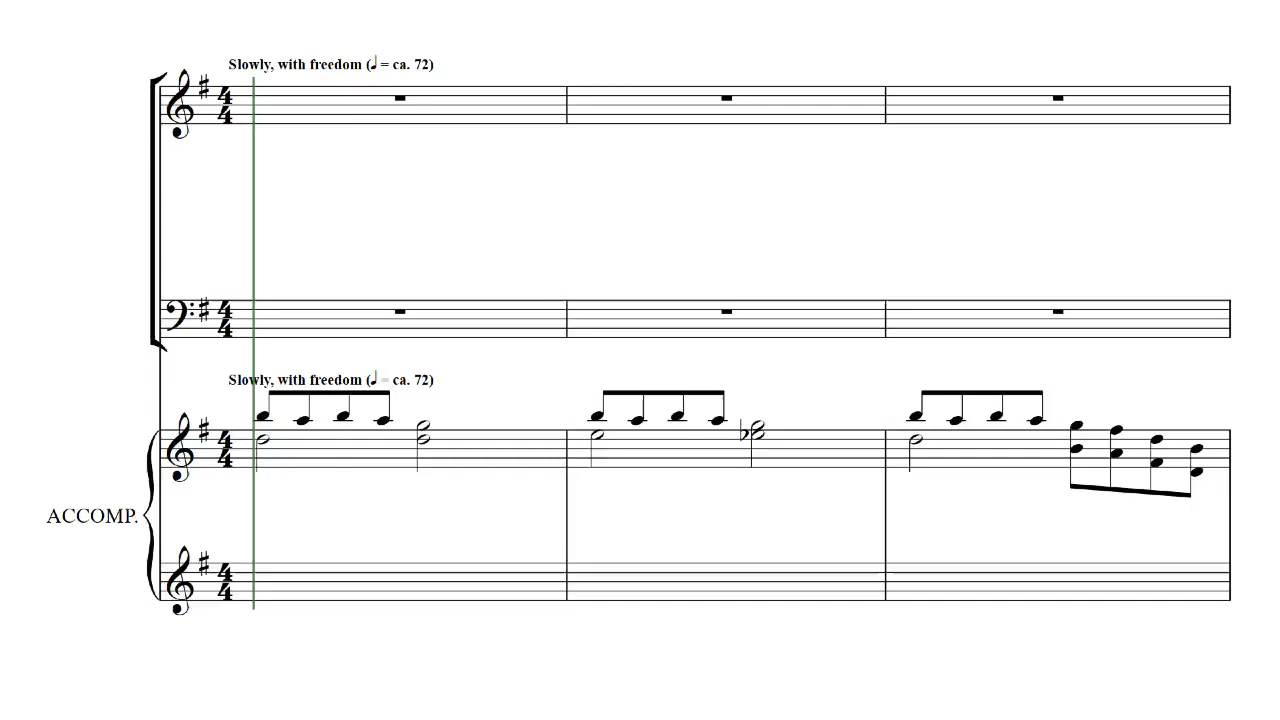 Slowly, with freedom (♩ = ca. 72)
Slowly, with freedom (♩ = ca. 72)
ACCOMP.